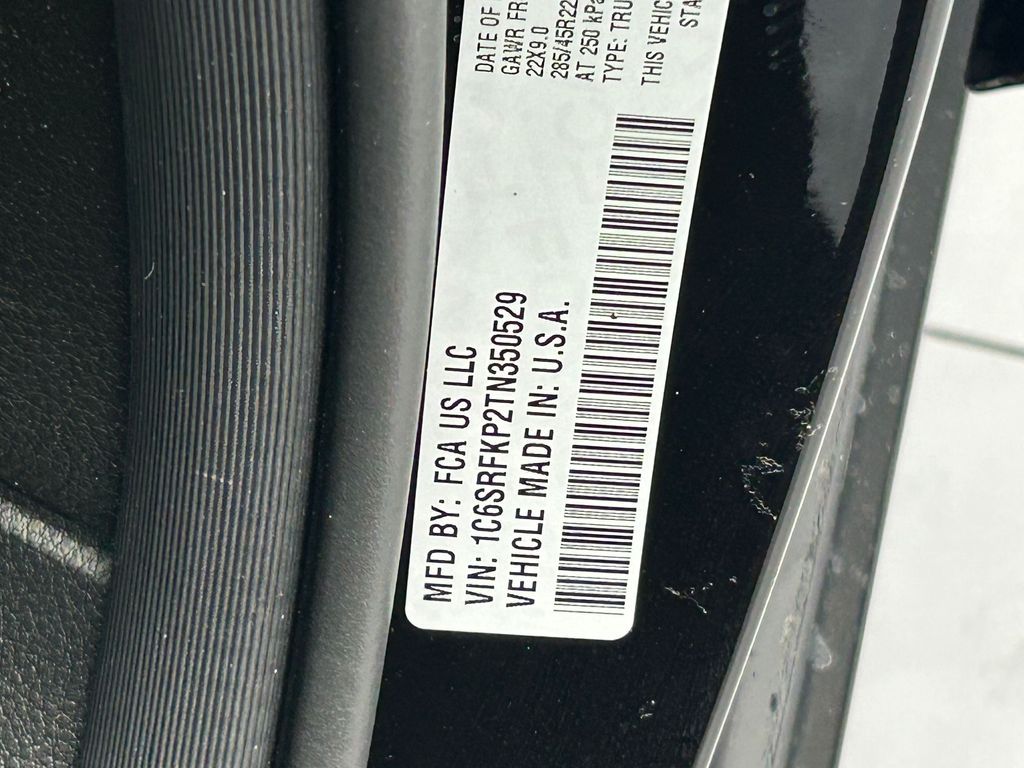 MFD BY: FCA US LLC
VIN: 1C6SRFKP2TN350529
VEHICLE MADE IN: U.S.A.
DATE OF
GAWR FR
22X9.0
285/45R22
AT 250 kPa
TYPE: TRU
THIS VEHIC
STA